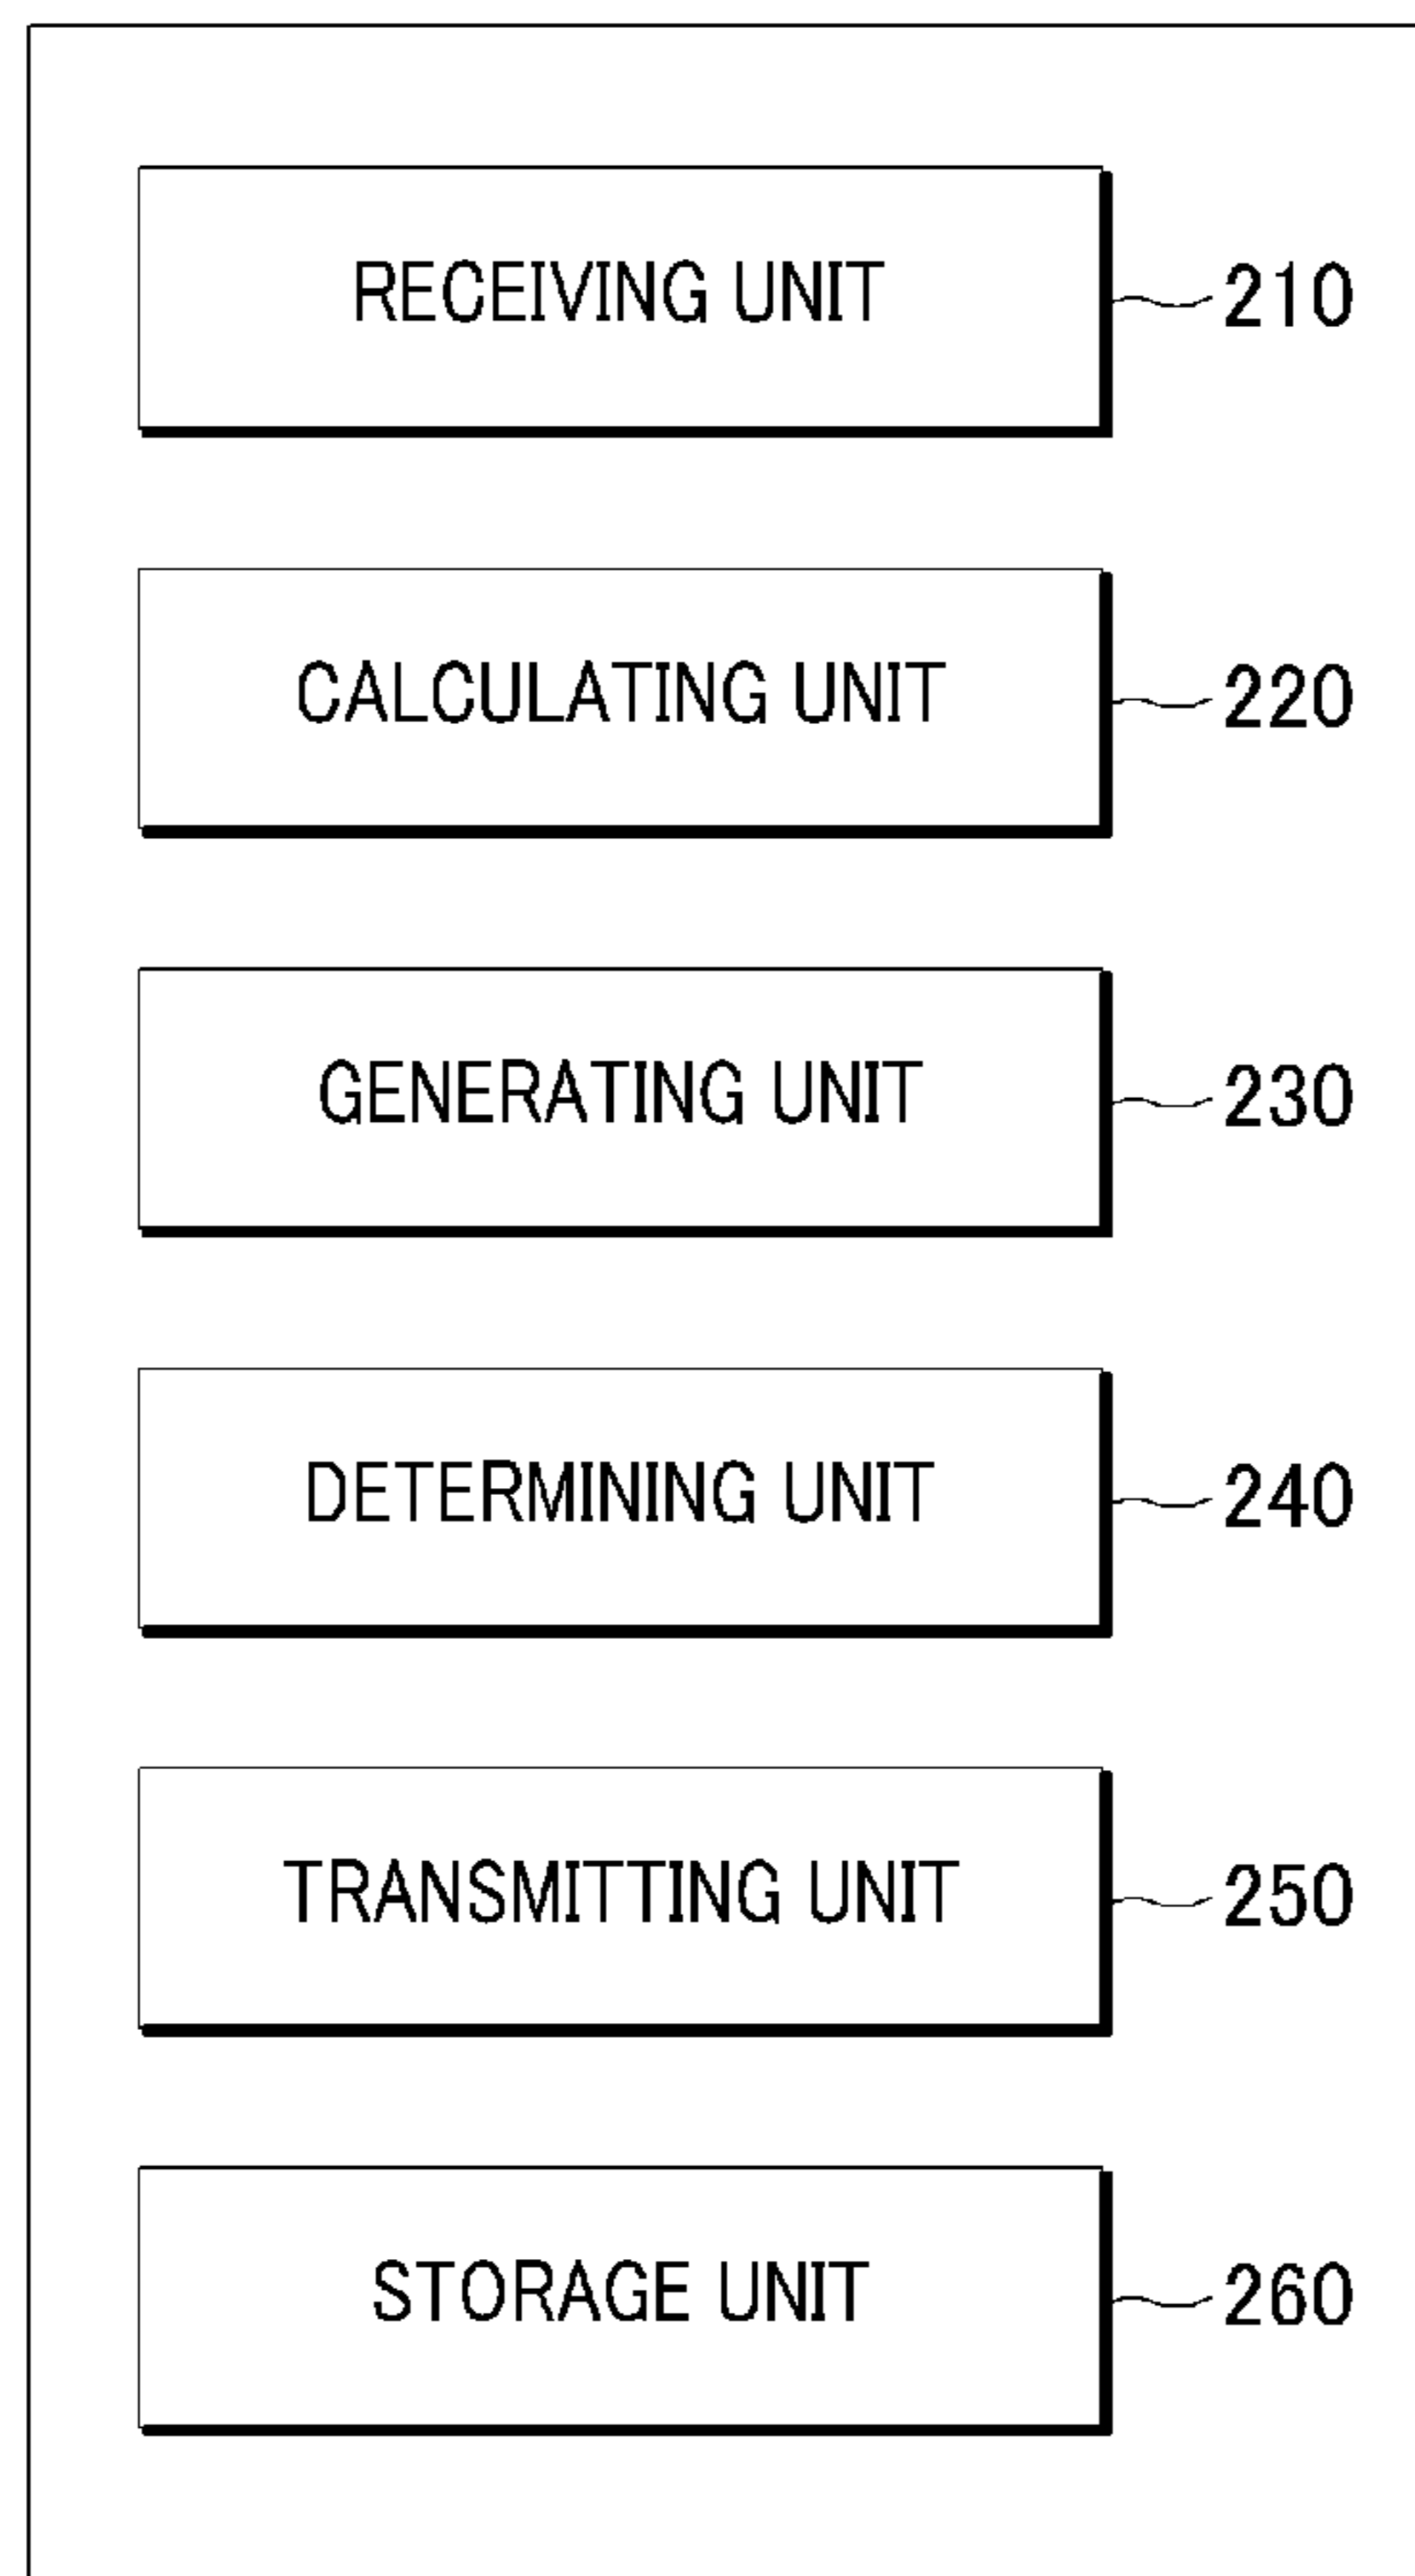 RECEIVING UNIT 210
CALCULATING UNIT 220
GENERATING UNIT 230
DETERMINING UNIT 240
TRANSMITTING UNIT 250
STORAGE UNIT 260